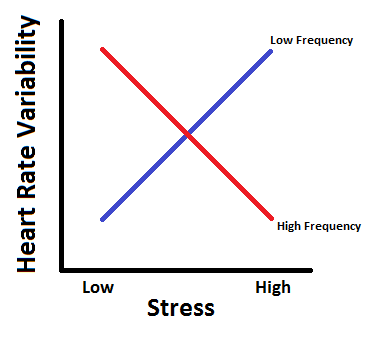 Heart Rate Variability
Low Frequency
High Frequency
Low
High
Stress